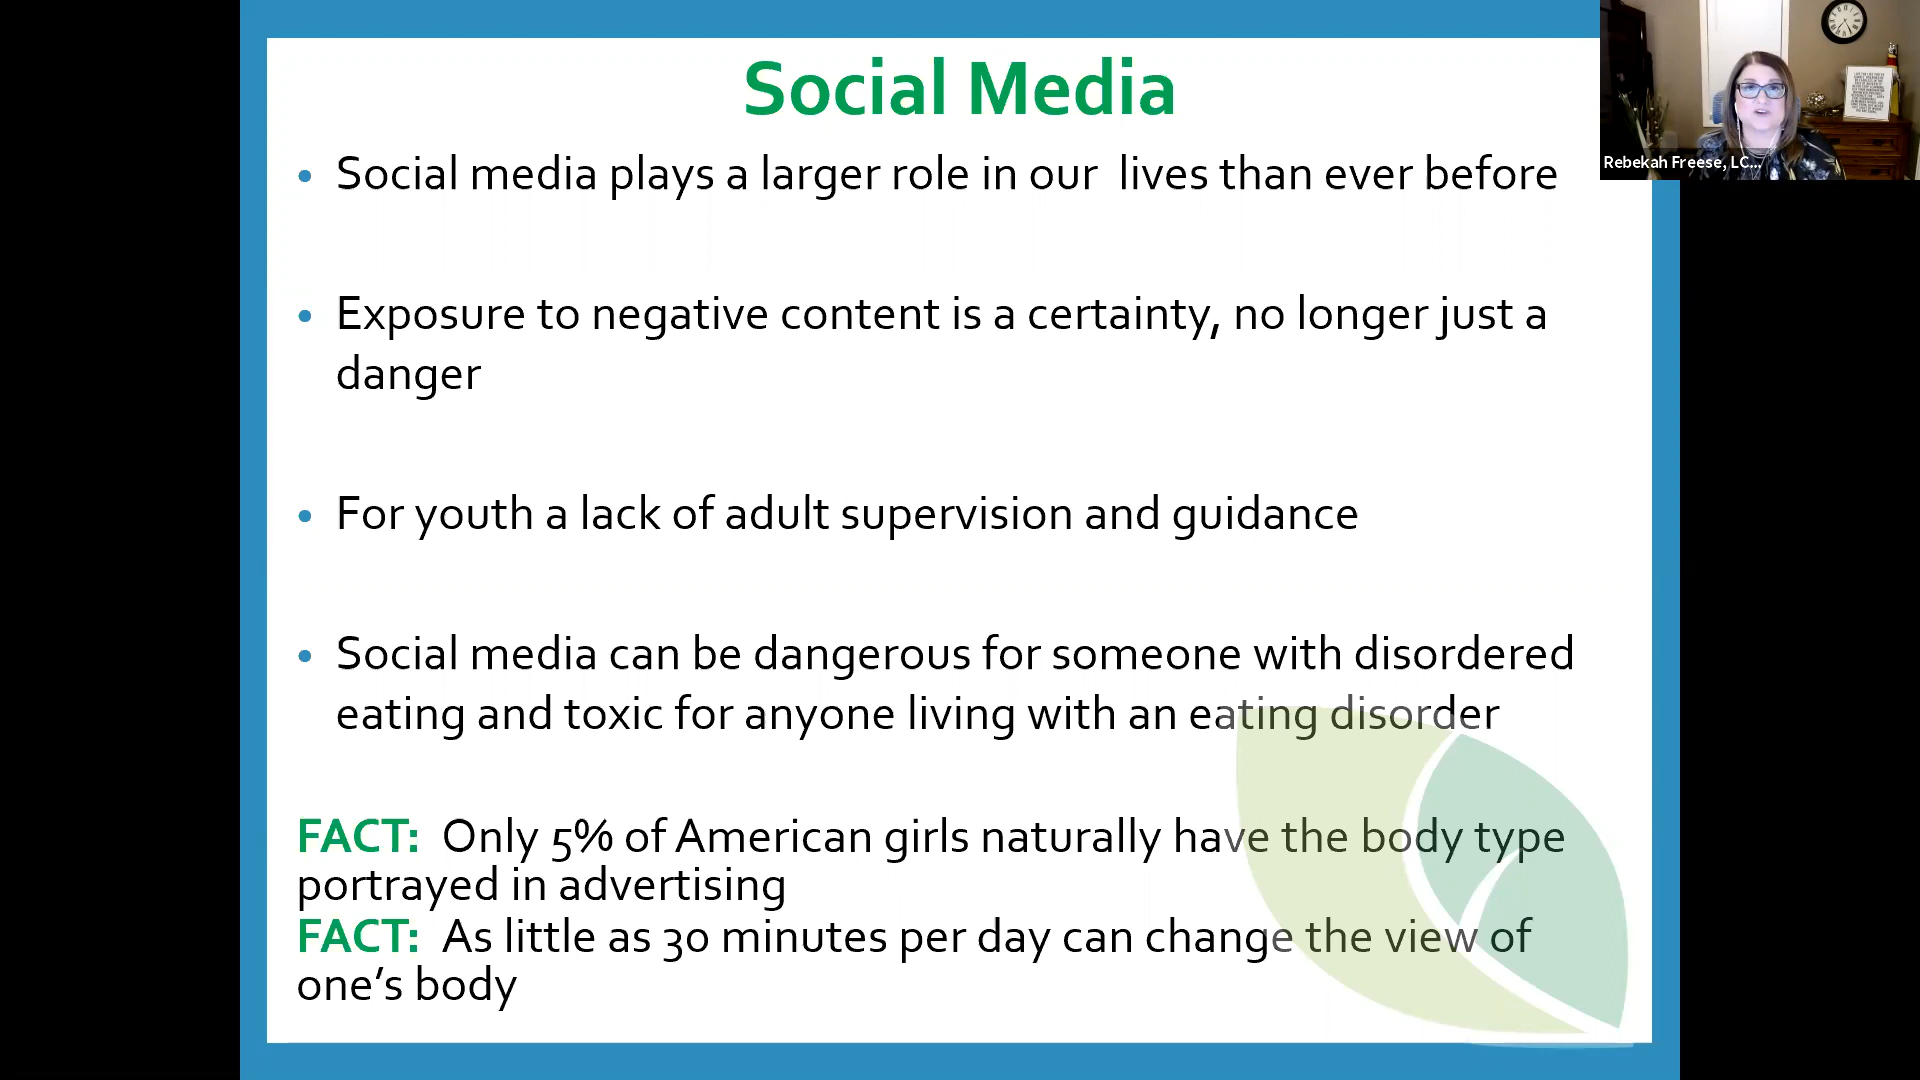 Social Media
• Social media plays a larger role in our lives than ever before
• Exposure to negative content is a certainty, no longer just a
danger
• For youth a lack of adult supervision and guidance
• Social media can be dangerous for someone with disordered
eating and toxic for anyone living with an eating disorder
FACT: Only 5% of American girls naturally have the body type
portrayed in advertising
FACT: As little as 30 minutes per day can change the view of
one’s body
Rebekah Freese, LC...